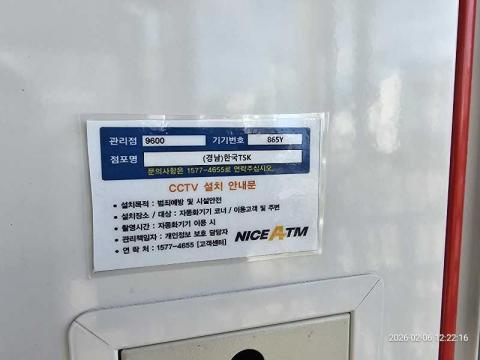 관리점 9600 기기번호 865Y
점포명 (경남)한국TSK
문의사항은 1577-4655로 연락주십시오.
CCTV 설치 안내문
• 설치목적 : 범죄예방 및 시설안전
• 설치장소 / 대상 : 자동화기기 코너 / 이용고객 및 주변
• 촬영시간 : 자동화기기 이용 시
• 관리책임자 : 개인정보 보호 담당자
• 연 락 처 : 1577-4655 [고객센터]
NICE ATM
2026-02-06 12:22:16